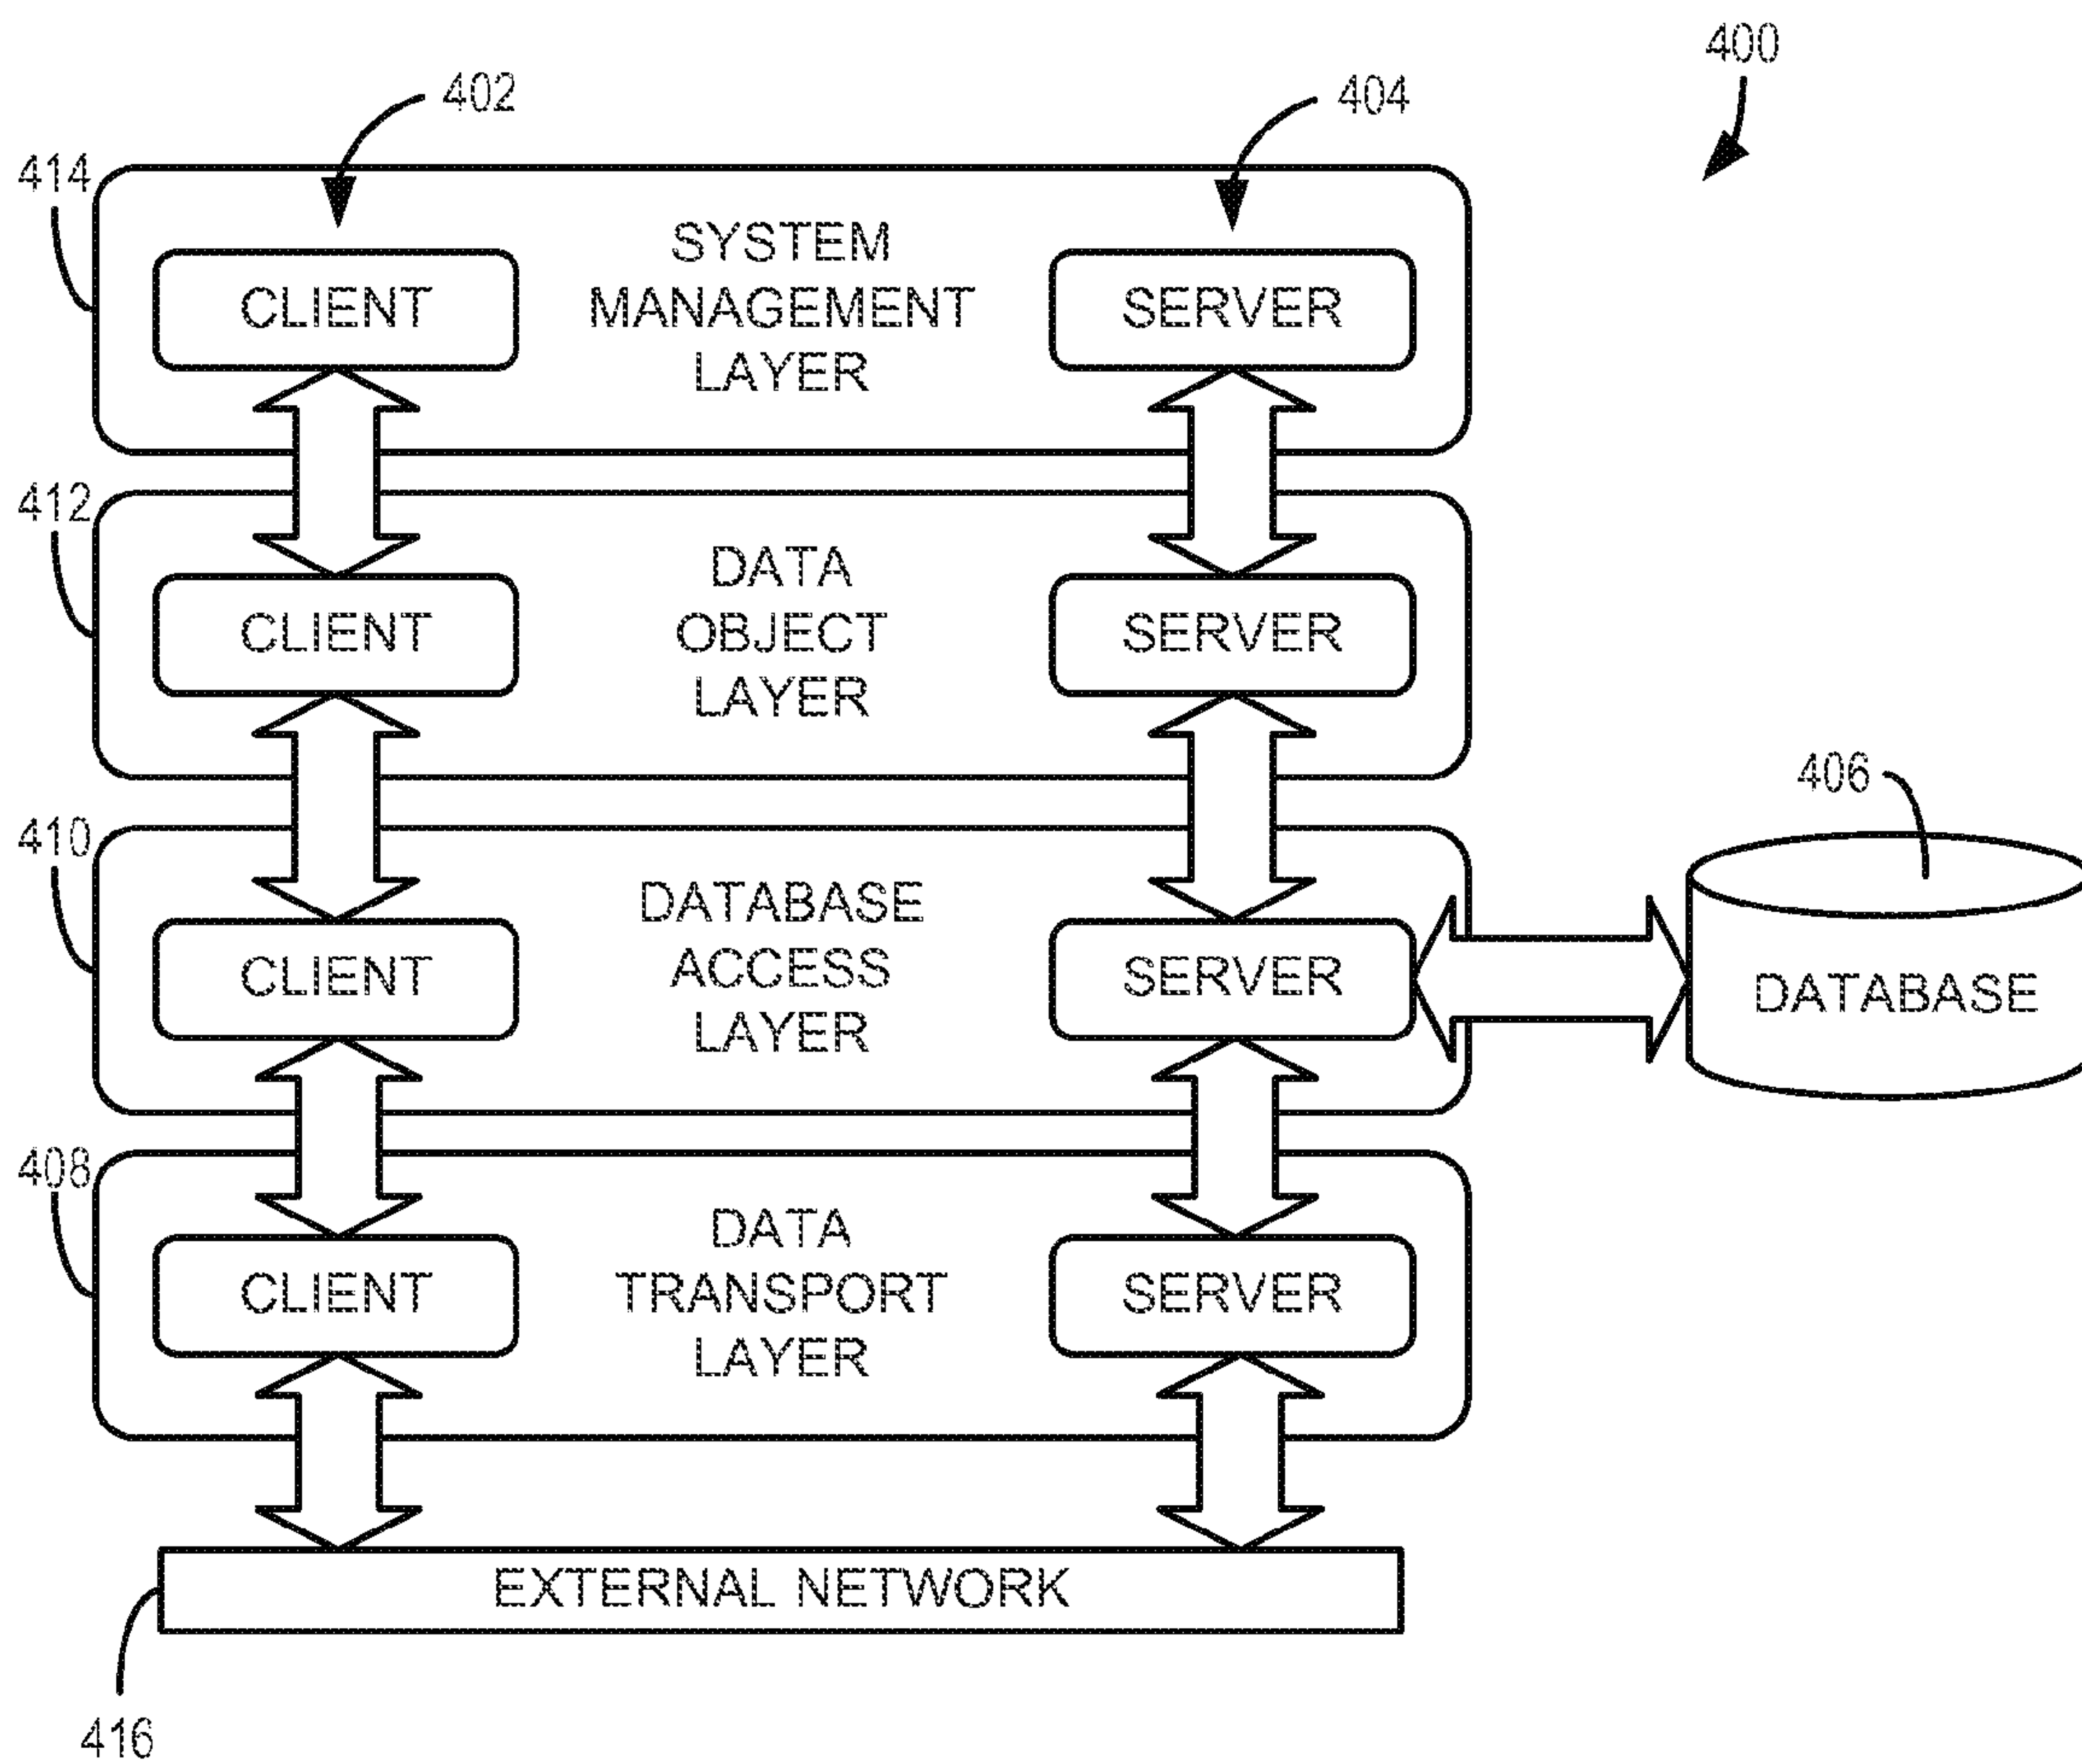 400
402
404
414
SYSTEM
MANAGEMENT
LAYER
CLIENT
SERVER
412
DATA
OBJECT
LAYER
CLIENT
SERVER
406
410
DATABASE
ACCESS
LAYER
CLIENT
SERVER
DATABASE
408
DATA
TRANSPORT
LAYER
CLIENT
SERVER
EXTERNAL NETWORK
416